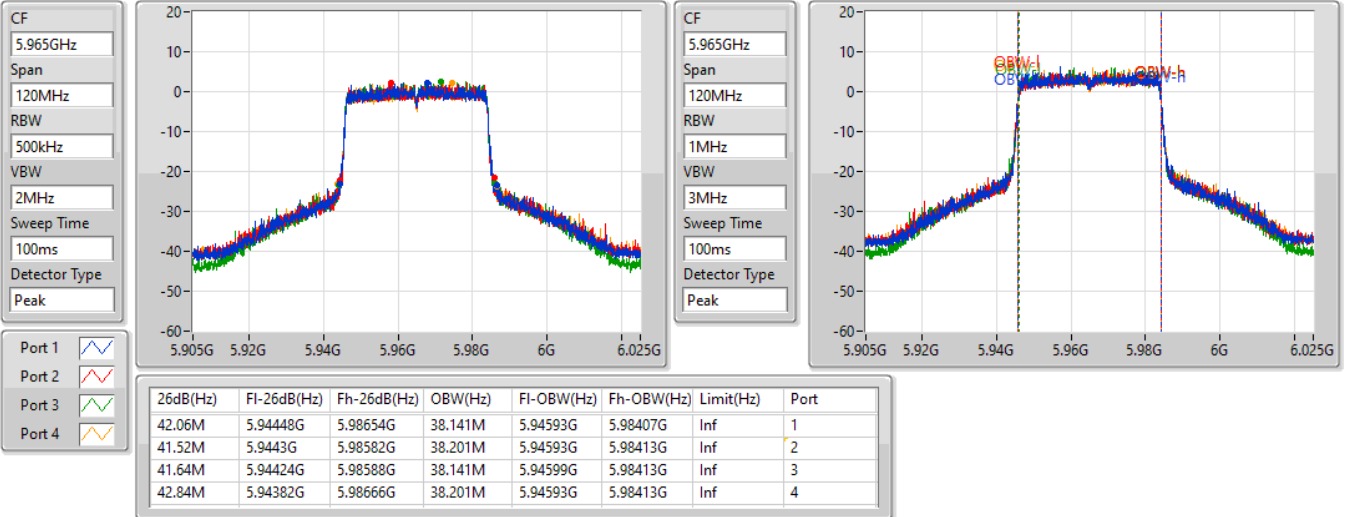 CF
5.965GHz
Span
120MHz
RBW
500kHz
VBW
2MHz
Sweep Time
100ms
Detector Type
Peak
20
10
0
-10
-20
-30
-40
-50
-60
5.905G 5.92G 5.94G 5.96G 5.98G 6G 6.025G
CF
5.965GHz
Span
120MHz
RBW
1MHz
VBW
3MHz
Sweep Time
100ms
Detector Type
Peak
20
10
0
-10
-20
-30
-40
-50
-60
OBW-l
OBW-h
5.905G 5.92G 5.94G 5.96G 5.98G 6G 6.025G
Port 1
Port 2
Port 3
Port 4
26dB(Hz) Fl-26dB(Hz) Fh-26dB(Hz) OBW(Hz) Fl-OBW(Hz) Fh-OBW(Hz) Limit(Hz) Port
42.06M 5.94448G 5.98654G 38.141M 5.94593G 5.98407G Inf 1
41.52M 5.9443G 5.98582G 38.201M 5.94593G 5.98413G Inf 2
41.64M 5.94424G 5.98588G 38.141M 5.94599G 5.98413G Inf 3
42.84M 5.94382G 5.98666G 38.201M 5.94593G 5.98413G Inf 4